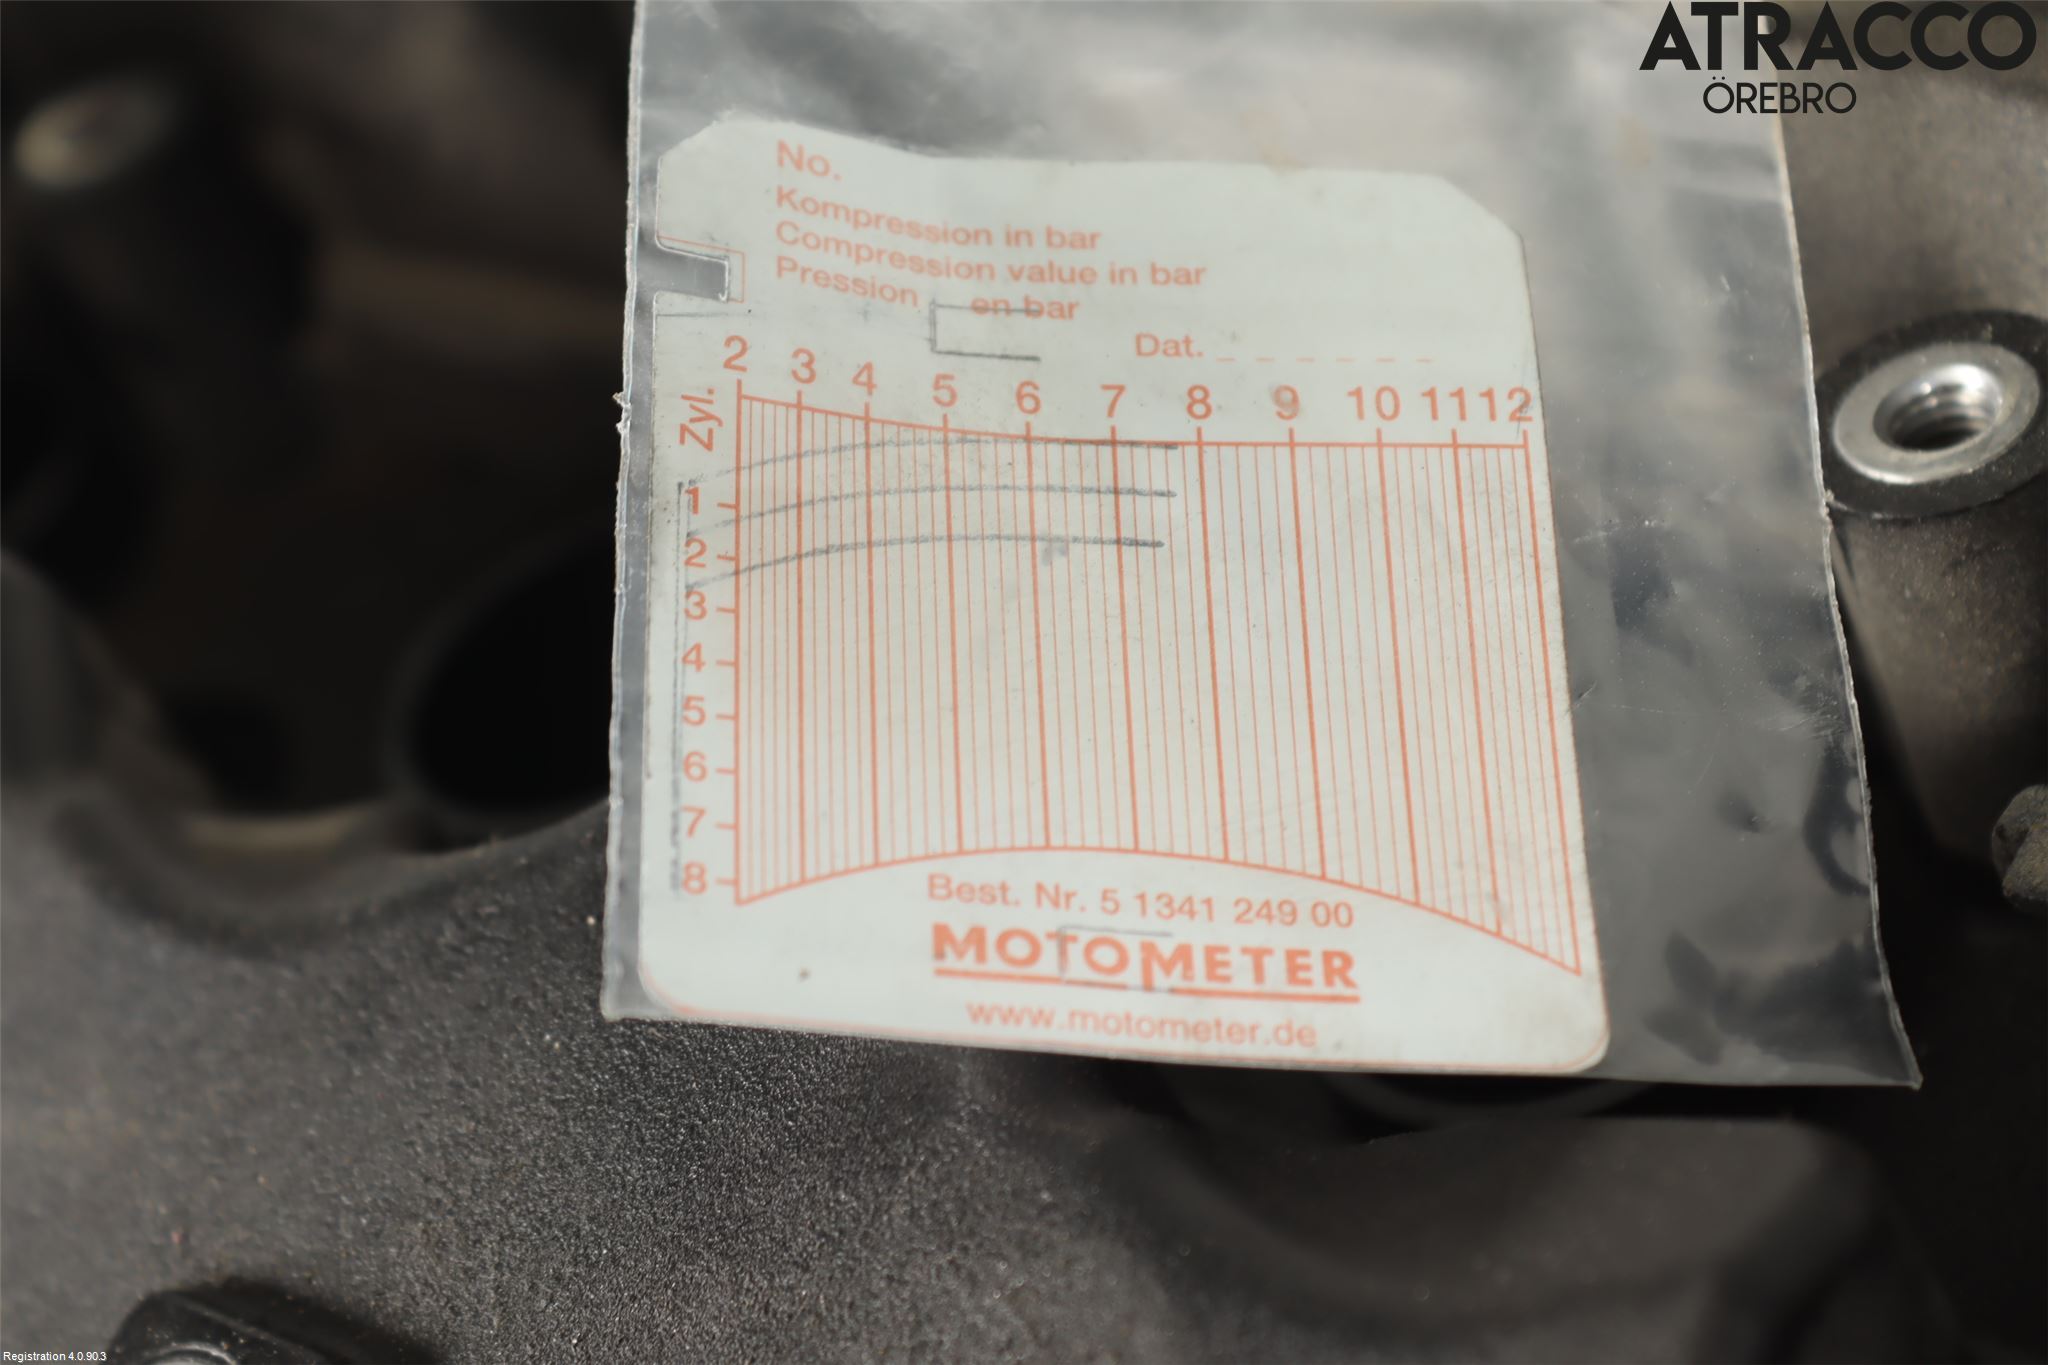 ATRACCO
ÖREBRO
No.
Kompression in bar
Compression value in bar
Pression en bar
Dat. _ _ _ _ _ _
Zyl. 2 3 4 5 6 7 8 9 10 11 12
1
2
3
4
5
6
7
8
Best. Nr. 5 1341 249 00
MOTOMETER
www.motometer.de
Registration 4.0.90.3